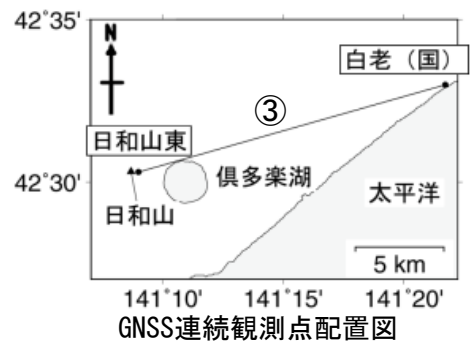 42°35'
N
白老（国）
③
日和山東
42°30'
倶多楽湖
日和山
太平洋
5 km
141°10'
141°15'
141°20'
GNSS連続観測点配置図